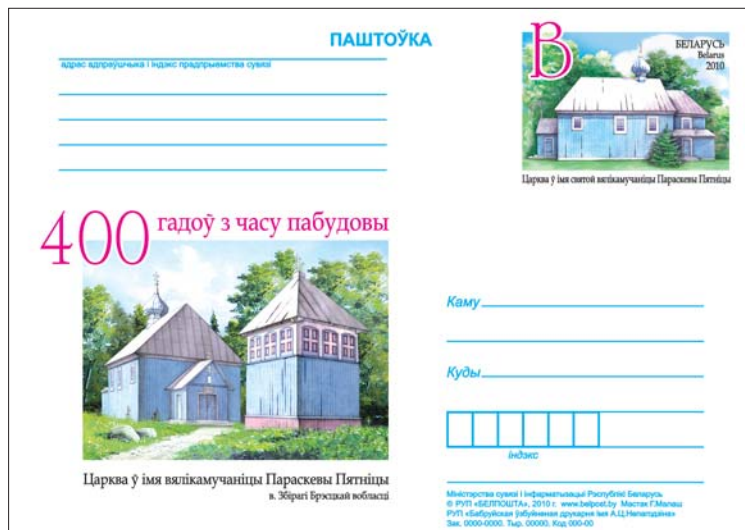 ПАШТОЎКА
адрас адпраўшчыка і індэкс прадпрыемства сувязі
В
БЕЛАРУСЬ
Belarus
2010
Царква ў імя святой вялікамучаніцы Параскевы Пятніцы
400 гадоў з часу пабудовы
Царква ў імя вялікамучаніцы Параскевы Пятніцы
в. Збірагі Брэсцкай вобласці
Каму
Куды
індэкс
Міністэрства сувязі і інфарматызацыі Рэспублікі Беларусь
© РУП «БЕЛПОШТА», 2010 г. www.belpost.by Мастак Г.Малаш
РУП «Бабруйская ўзбуйненая друкарня імя А.Ц.Непагодзіна»
Зак. 0000-0000. Тыр. 00000. Код 000-00